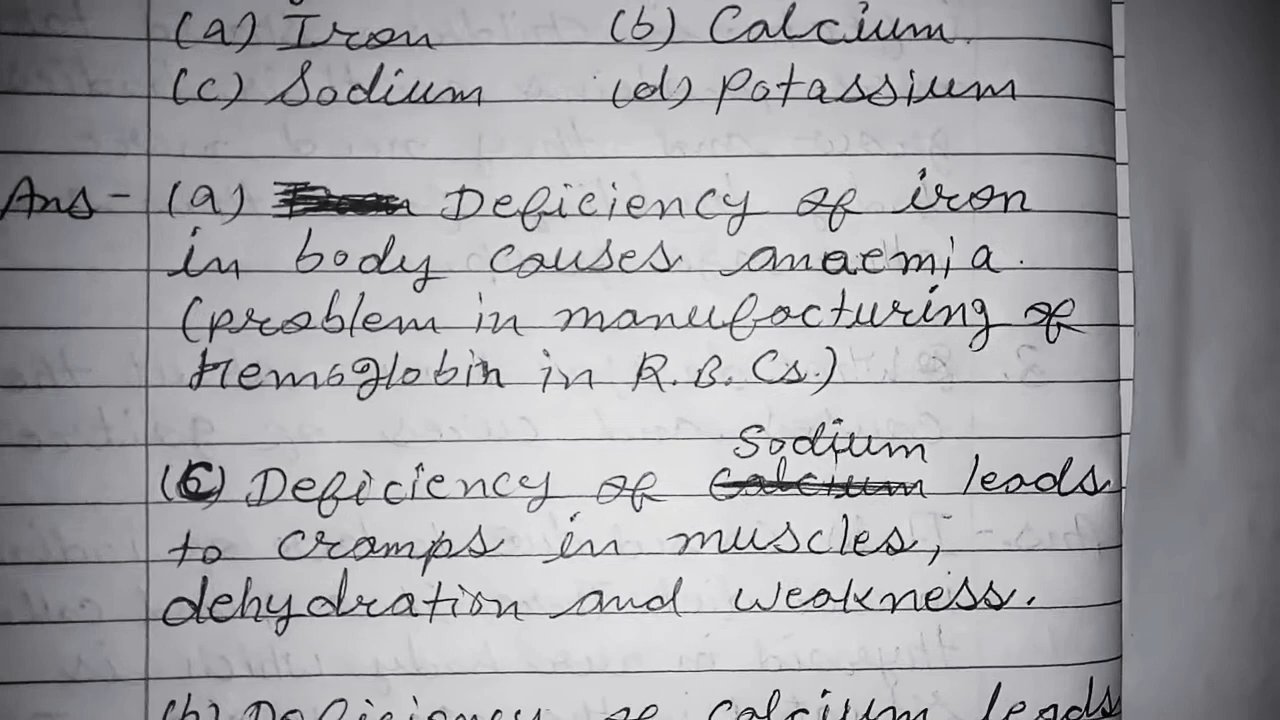 (a) Iron (b) Calcium.
(c) Sodium (d) Potassium
Ans- (a) Deficiency of iron
in body causes anaemia.
(problem in manufacturing of
Hemoglobin in R.B.Cs.)
Sodium
(C) Deficiency of Calcium leads
to cramps in muscles,
dehydration and weakness.
(b) Deficiency of calcium leads